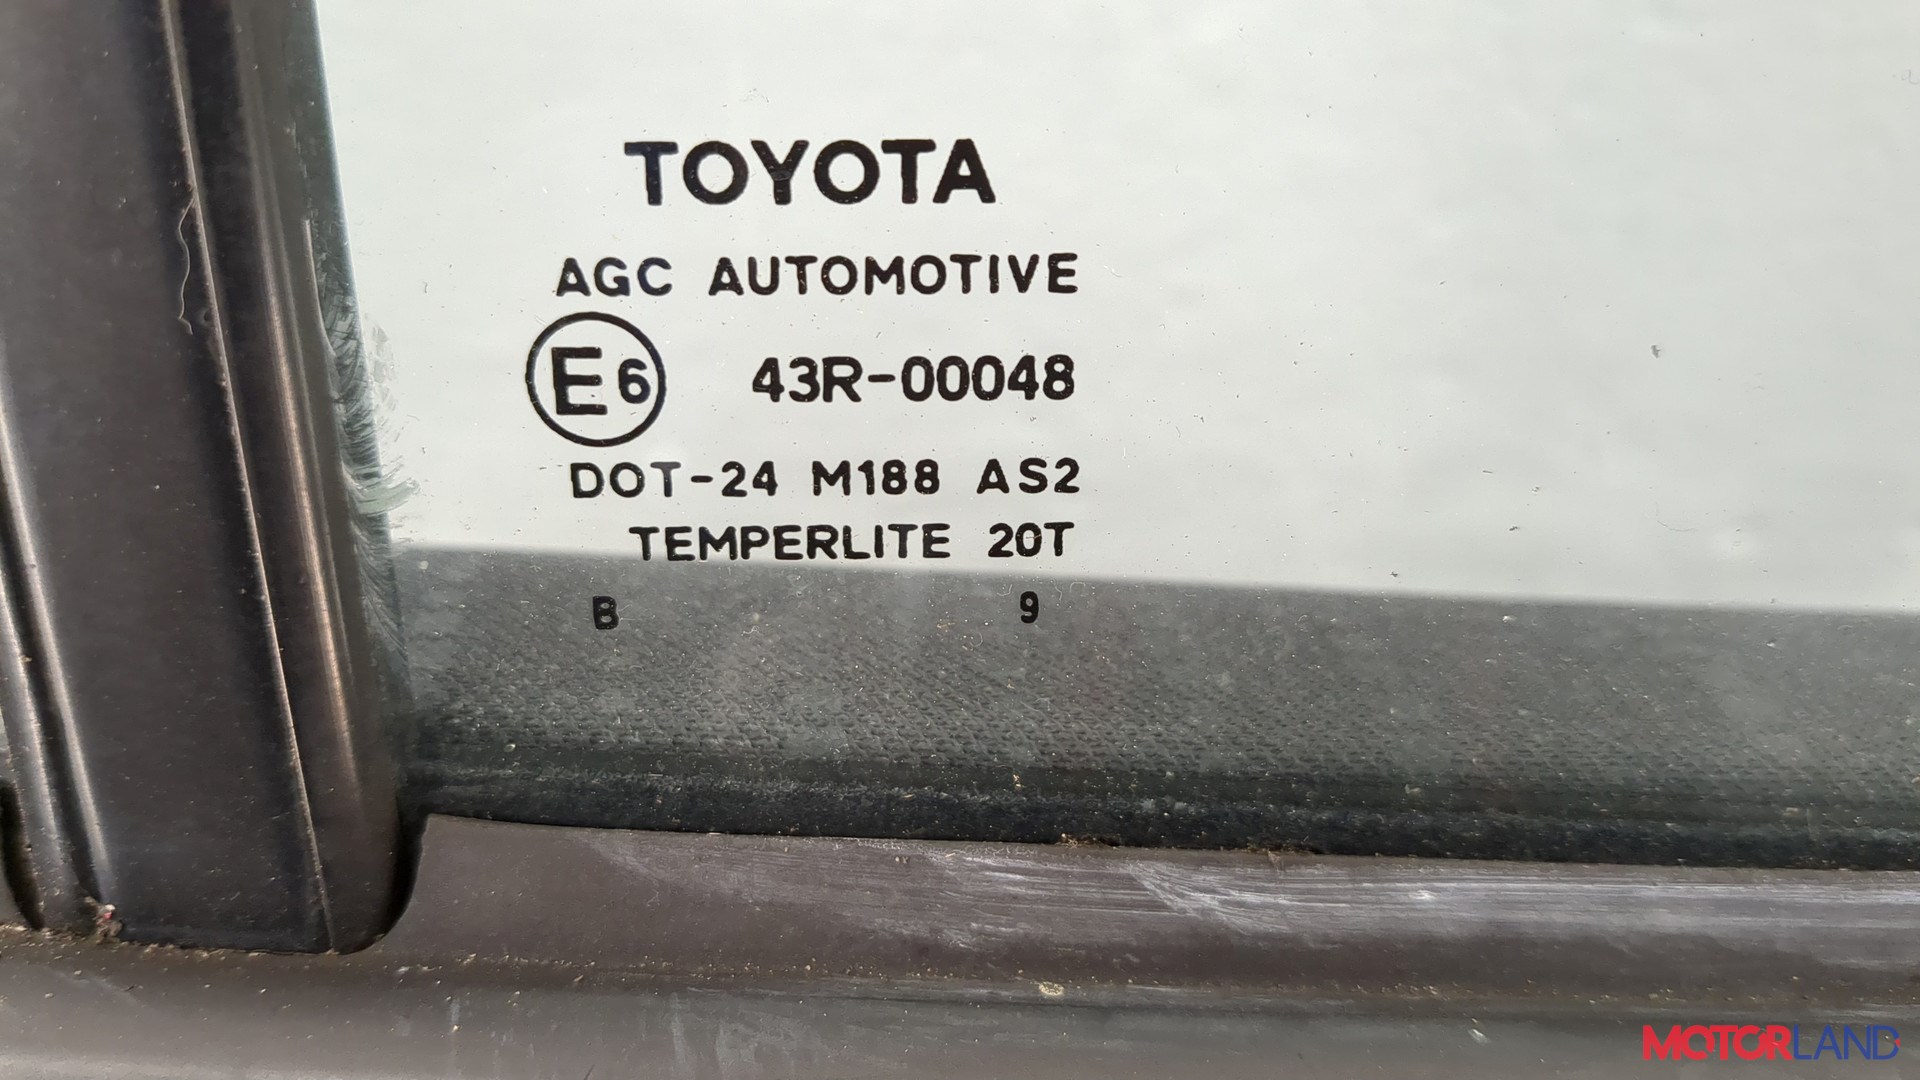 TOYOTA
AGC AUTOMOTIVE
E6 43R-00048
DOT-24 M188 AS2
TEMPERLITE 20T
B 9
MOTORLAND